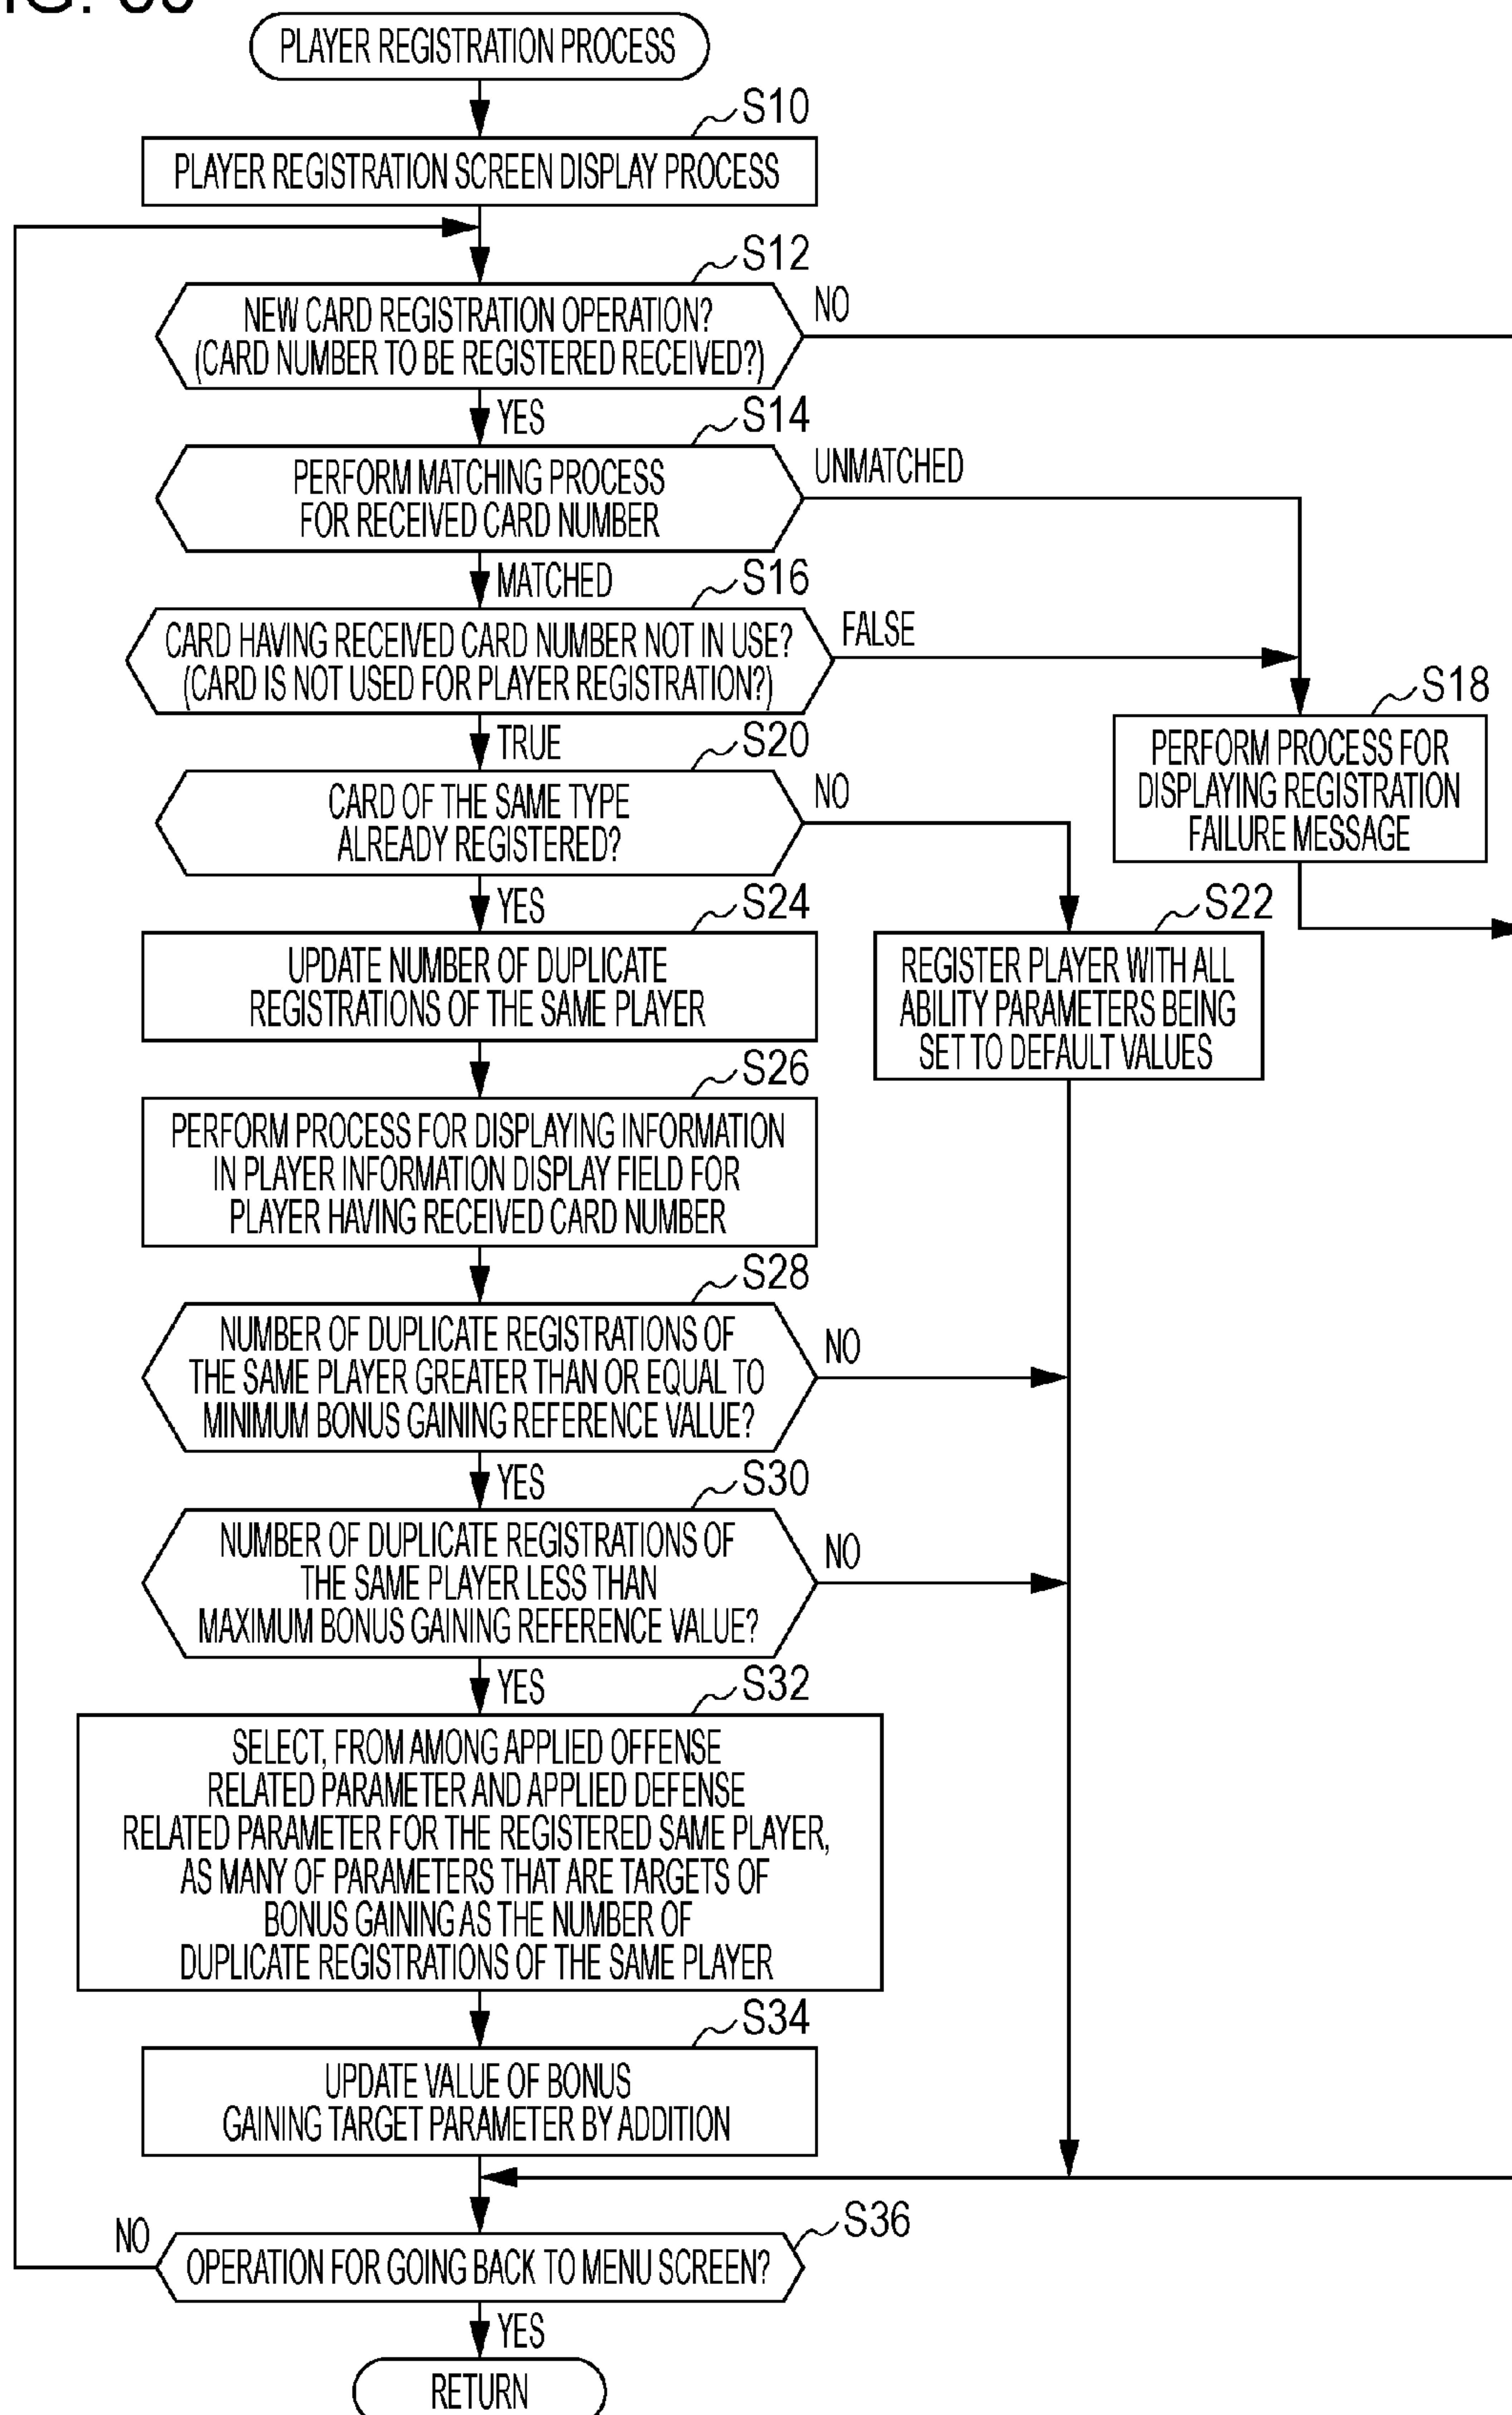 PLAYER REGISTRATION PROCESS
S10
PLAYER REGISTRATION SCREEN DISPLAY PROCESS
S12
NEW CARD REGISTRATION OPERATION?
(CARD NUMBER TO BE REGISTERED RECEIVED?)
NO
YES
S14
PERFORM MATCHING PROCESS
FOR RECEIVED CARD NUMBER
UNMATCHED
MATCHED
S16
CARD HAVING RECEIVED CARD NUMBER NOT IN USE?
(CARD IS NOT USED FOR PLAYER REGISTRATION?)
FALSE
TRUE
S18
PERFORM PROCESS FOR
DISPLAYING REGISTRATION
FAILURE MESSAGE
S20
CARD OF THE SAME TYPE
ALREADY REGISTERED?
NO
YES
S22
REGISTER PLAYER WITH ALL
ABILITY PARAMETERS BEING
SET TO DEFAULT VALUES
S24
UPDATE NUMBER OF DUPLICATE
REGISTRATIONS OF THE SAME PLAYER
S26
PERFORM PROCESS FOR DISPLAYING INFORMATION
IN PLAYER INFORMATION DISPLAY FIELD FOR
PLAYER HAVING RECEIVED CARD NUMBER
S28
NUMBER OF DUPLICATE REGISTRATIONS OF
THE SAME PLAYER GREATER THAN OR EQUAL TO
MINIMUM BONUS GAINING REFERENCE VALUE?
NO
YES
S30
NUMBER OF DUPLICATE REGISTRATIONS OF
THE SAME PLAYER LESS THAN
MAXIMUM BONUS GAINING REFERENCE VALUE?
NO
YES
S32
SELECT, FROM AMONG APPLIED OFFENSE
RELATED PARAMETER AND APPLIED DEFENSE
RELATED PARAMETER FOR THE REGISTERED SAME PLAYER,
AS MANY OF PARAMETERS THAT ARE TARGETS OF
BONUS GAINING AS THE NUMBER OF
DUPLICATE REGISTRATIONS OF THE SAME PLAYER
S34
UPDATE VALUE OF BONUS
GAINING TARGET PARAMETER BY ADDITION
S36
NO
OPERATION FOR GOING BACK TO MENU SCREEN?
YES
RETURN